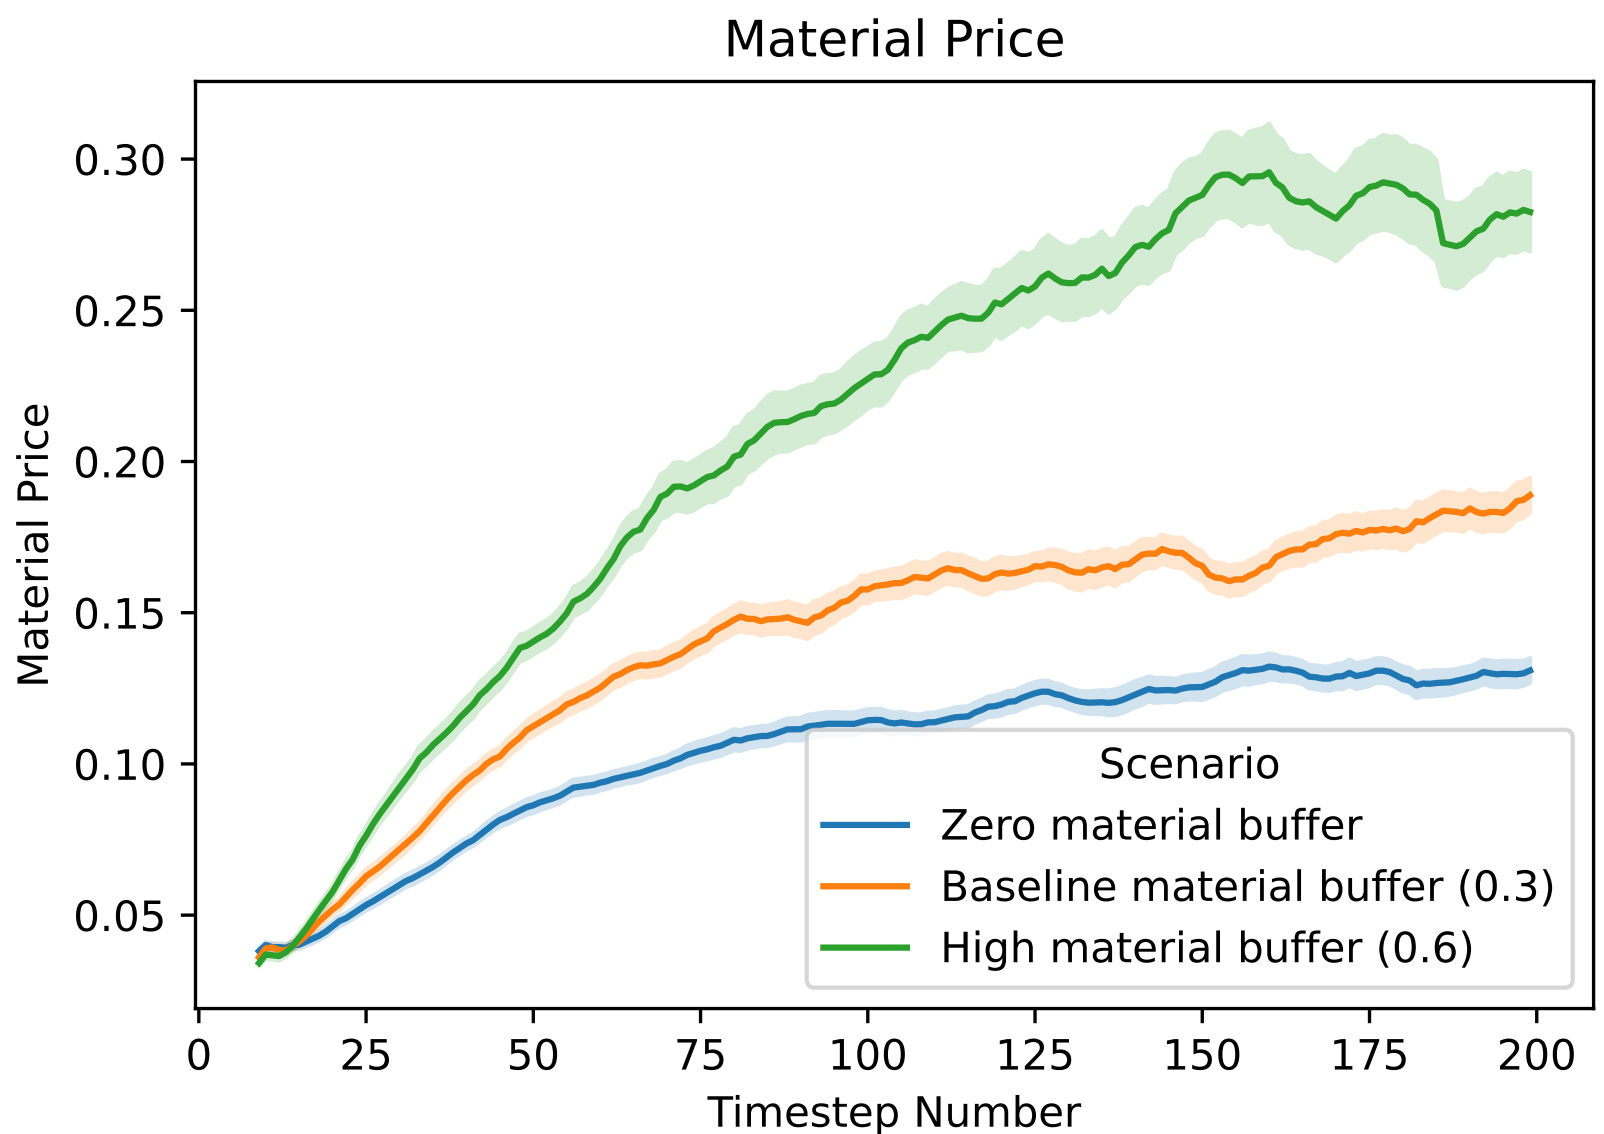 Material Price
Material Price
0.30
0.25
0.20
0.15
0.10
0.05
Scenario
Zero material buffer
Baseline material buffer (0.3)
High material buffer (0.6)
0 25 50 75 100 125 150 175 200
Timestep Number